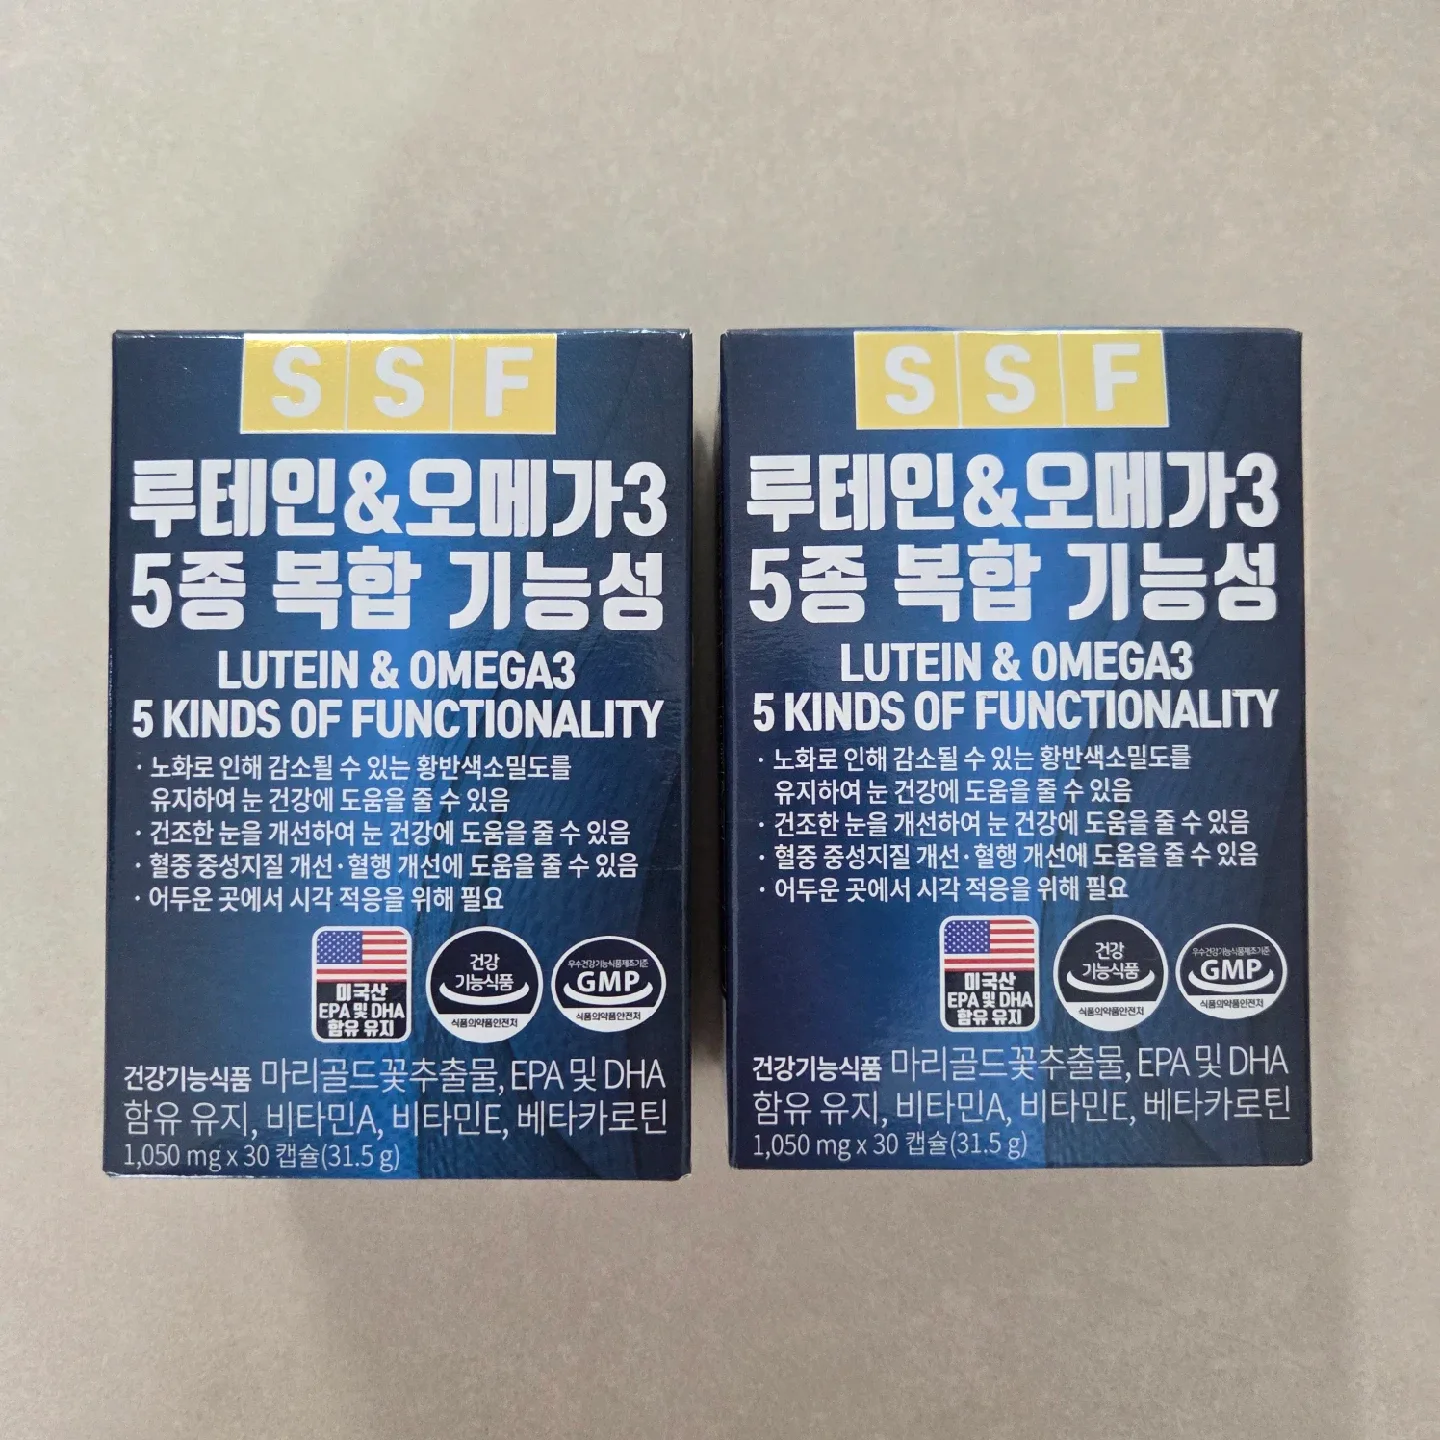 SSF
루테인&오메가3
5종 복합 기능성
LUTEIN & OMEGA3
5 KINDS OF FUNCTIONALITY
· 노화로 인해 감소될 수 있는 황반색소밀도를
유지하여 눈 건강에 도움을 줄 수 있음
· 건조한 눈을 개선하여 눈 건강에 도움을 줄 수 있음
· 혈중 중성지질 개선·혈행 개선에 도움을 줄 수 있음
· 어두운 곳에서 시각 적응을 위해 필요
미국산
EPA 및 DHA
함유 유지
건강
기능식품
식품의약품안전처
우수건강기능식품제조기준
GMP
식품의약품안전처
건강기능식품 마리골드꽃추출물, EPA 및 DHA
함유 유지, 비타민A, 비타민E, 베타카로틴
1,050 mg x 30 캡슐(31.5 g)
SSF
루테인&오메가3
5종 복합 기능성
LUTEIN & OMEGA3
5 KINDS OF FUNCTIONALITY
· 노화로 인해 감소될 수 있는 황반색소밀도를
유지하여 눈 건강에 도움을 줄 수 있음
· 건조한 눈을 개선하여 눈 건강에 도움을 줄 수 있음
· 혈중 중성지질 개선·혈행 개선에 도움을 줄 수 있음
· 어두운 곳에서 시각 적응을 위해 필요
미국산
EPA 및 DHA
함유 유지
건강
기능식품
식품의약품안전처
우수건강기능식품제조기준
GMP
식품의약품안전처
건강기능식품 마리골드꽃추출물, EPA 및 DHA
함유 유지, 비타민A, 비타민E, 베타카로틴
1,050 mg x 30 캡슐(31.5 g)